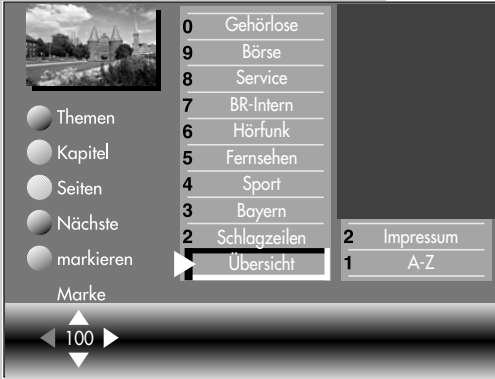 0 Gehörlose
9 Börse
8 Service
7 BR-Intern
6 Hörfunk
5 Fernsehen
4 Sport
3 Bayern
2 Schlagzeilen
Übersicht
2 Impressum
1 A-Z
Themen
Kapitel
Seiten
Nächste
markieren
Marke
100